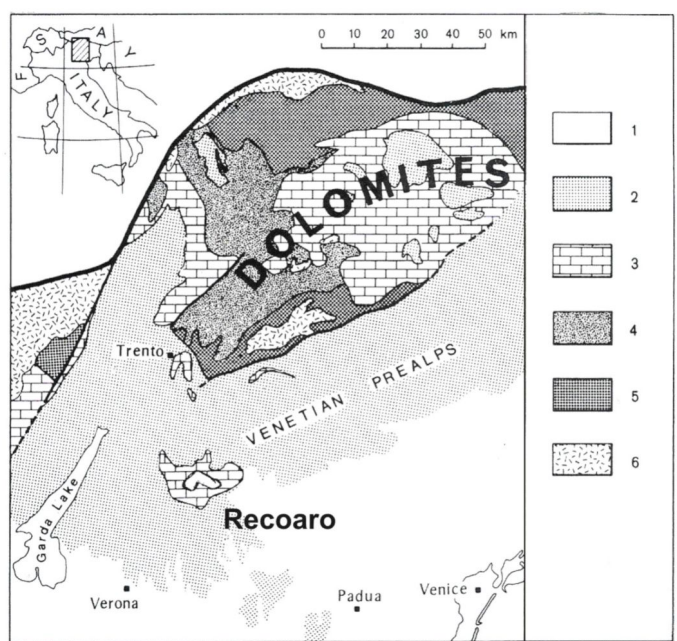 S
A
F
Y
ITALY
0 10 20 30 40 50 km
DOLOMITES
Trento
VENETIAN PREALPS
Garda Lake
Recoaro
Verona
Padua
Venice
1
2
3
4
5
6